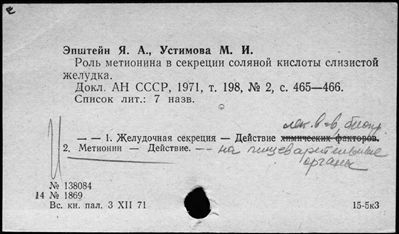 Эпштейн Я. А., Устимова М. И.
Роль метионина в секреции соляной кислоты слизистой
желудка.
Докл. АН СССР, 1971, т. 198, № 2, с. 465—466.
Список лит.: 7 назв.
лек. в-в, биопр.
— — 1. Желудочная секреция — Действие химических факторов.
2. Метионин — Действие. — — на пищеварительные
органы
№ 138084
14 № 1869
Вс. кн. пал. 3 XII 71 15-5к3